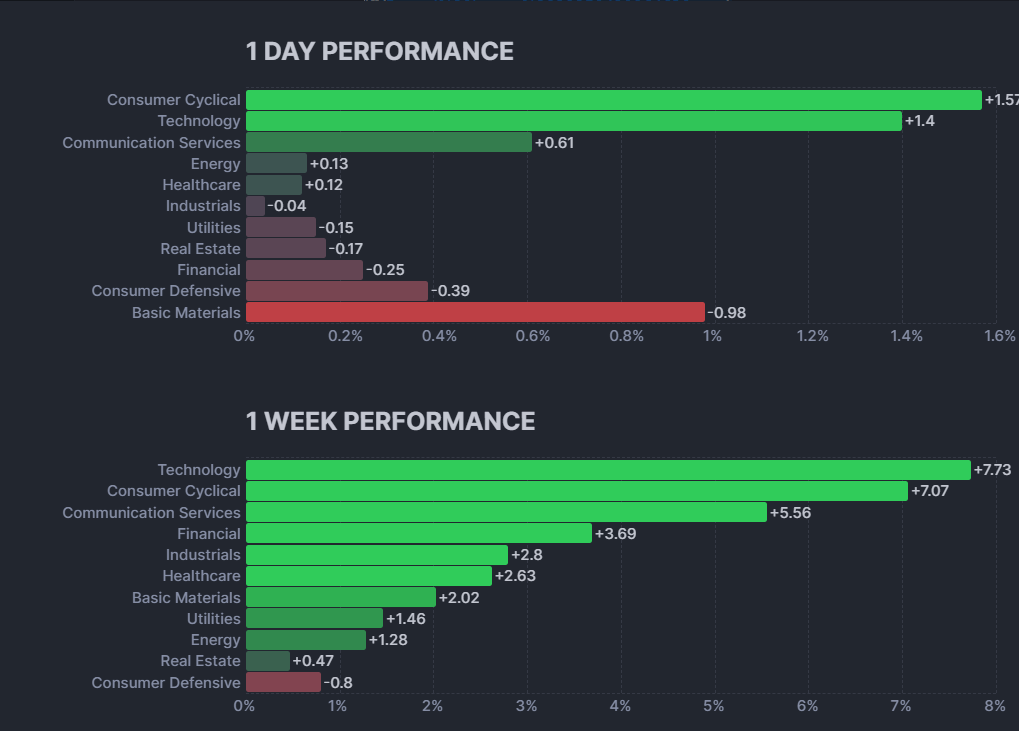 1 DAY PERFORMANCE
Consumer Cyclical +1.57
Technology +1.4
Communication Services +0.61
Energy +0.13
Healthcare +0.12
Industrials -0.04
Utilities -0.15
Real Estate -0.17
Financial -0.25
Consumer Defensive -0.39
Basic Materials -0.98
0% 0.2% 0.4% 0.6% 0.8% 1% 1.2% 1.4% 1.6%
1 WEEK PERFORMANCE
Technology +7.73
Consumer Cyclical +7.07
Communication Services +5.56
Financial +3.69
Industrials +2.8
Healthcare +2.63
Basic Materials +2.02
Utilities +1.46
Energy +1.28
Real Estate +0.47
Consumer Defensive -0.8
0% 1% 2% 3% 4% 5% 6% 7% 8%